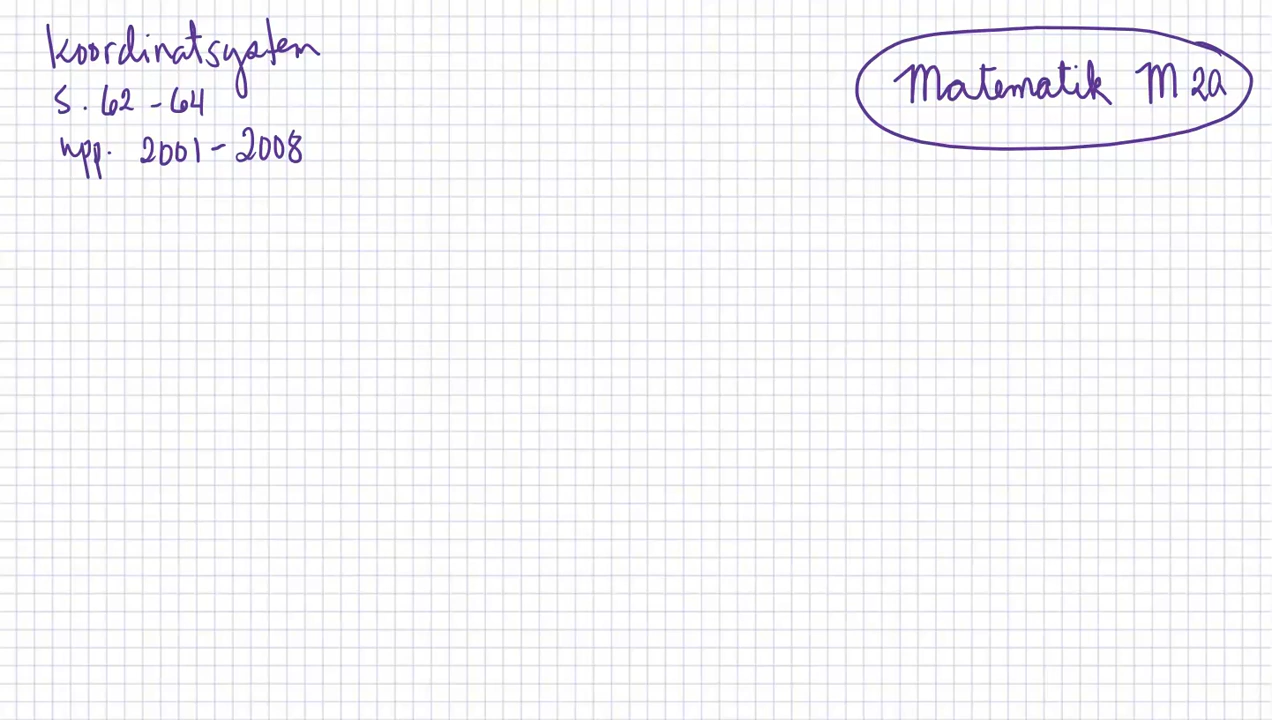 Koordinatsystem
S. 62 - 64
upp. 2001 - 2008
Matematik M 2a